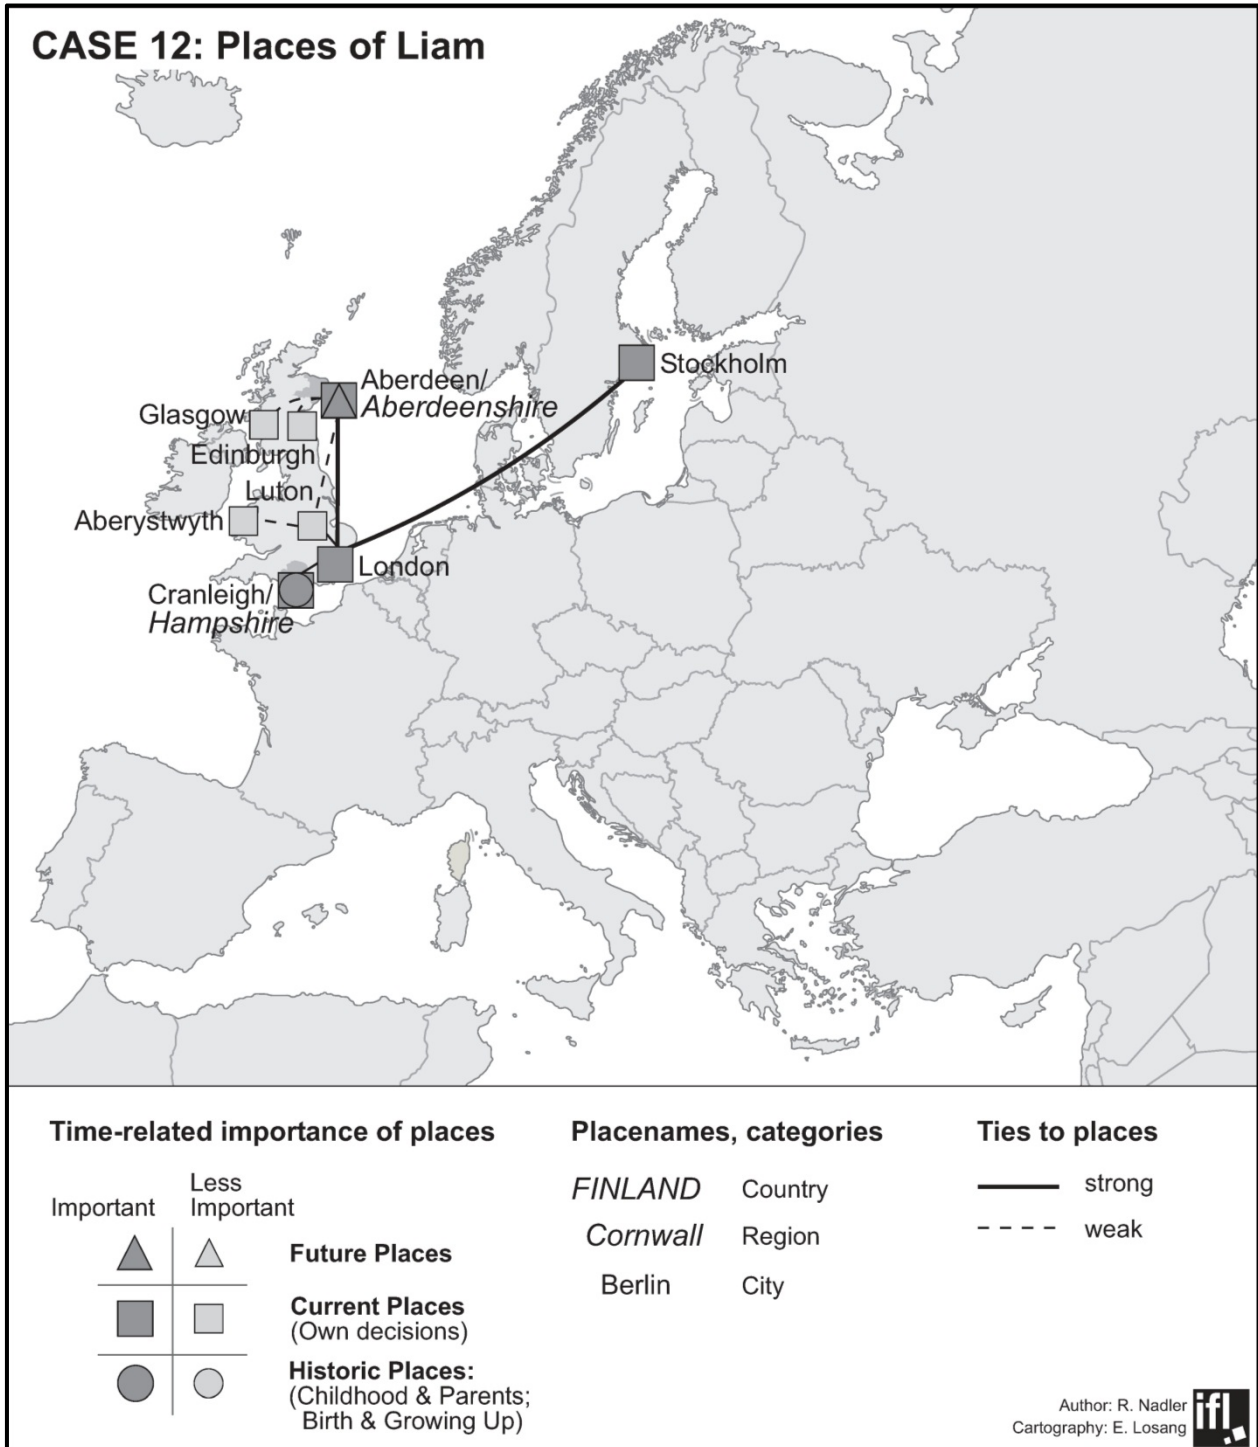 CASE 12: Places of Liam
Stockholm
Aberdeen/
Aberdeenshire
Glasgow
Edinburgh
Luton
Aberystwyth
London
Cranleigh/
Hampshire
Time-related importance of places
Important
Less
Important
Future Places
Current Places
(Own decisions)
Historic Places:
(Childhood & Parents;
Birth & Growing Up)
Placenames, categories
FINLAND Country
Cornwall Region
Berlin City
Ties to places
strong
weak
Author: R. Nadler
Cartography: E. Losang
ifl